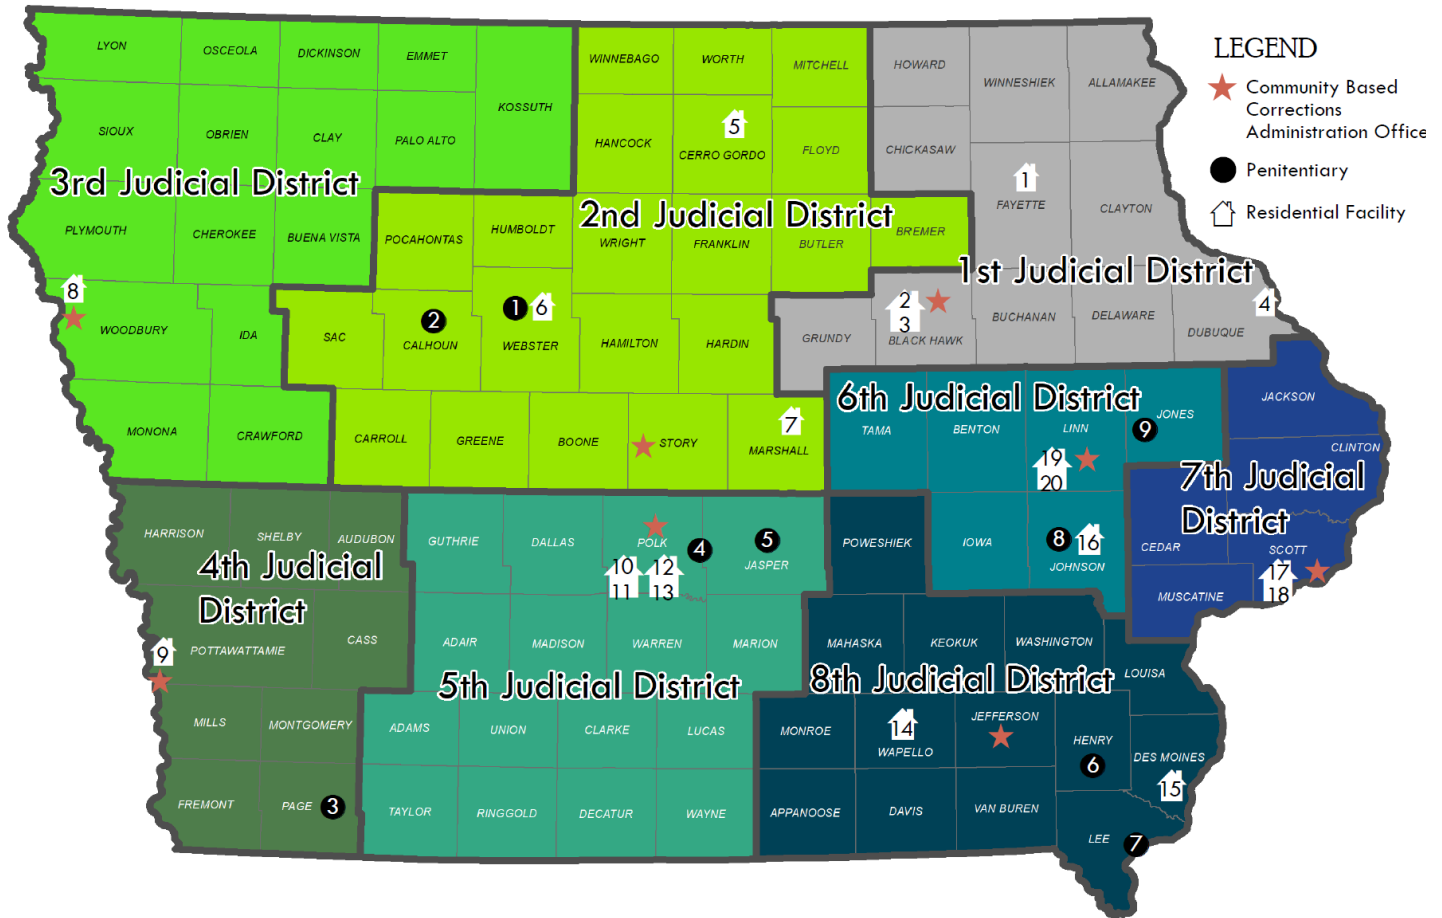 LEGEND
Community Based
Corrections
Administration Office
Penitentiary
Residential Facility
LYON
OSCEOLA
DICKINSON
EMMET
KOSSUTH
WINNEBAGO
WORTH
MITCHELL
HOWARD
WINNESHIEK
ALLAMAKEE
SIOUX
OBRIEN
CLAY
PALO ALTO
HANCOCK
5
CERRO GORDO
FLOYD
CHICKASAW
1
FAYETTE
CLAYTON
3rd Judicial District
2nd Judicial District
1st Judicial District
PLYMOUTH
CHEROKEE
BUENA VISTA
POCAHONTAS
HUMBOLDT
WRIGHT
FRANKLIN
BUTLER
BREMER
8
WOODBURY
IDA
SAC
2
CALHOUN
1
6
WEBSTER
HAMILTON
HARDIN
GRUNDY
2
3
BLACK HAWK
BUCHANAN
DELAWARE
4
DUBUQUE
MONONA
CRAWFORD
CARROLL
GREENE
BOONE
STORY
7
MARSHALL
6th Judicial District
TAMA
BENTON
LINN
JONES
9
19
20
JACKSON
CLINTON
7th Judicial
District
HARRISON
SHELBY
AUDUBON
4th Judicial
District
GUTHRIE
DALLAS
POLK
4
10
11
12
13
5
JASPER
POWESHIEK
IOWA
8
16
JOHNSON
CEDAR
SCOTT
17
18
MUSCATINE
9
POTTAWATTAMIE
CASS
ADAIR
MADISON
WARREN
MARION
MAHASKA
KEOKUK
WASHINGTON
LOUISA
5th Judicial District
8th Judicial District
MILLS
MONTGOMERY
ADAMS
UNION
CLARKE
LUCAS
MONROE
14
WAPELLO
JEFFERSON
HENRY
6
DES MOINES
15
FREMONT
PAGE
3
TAYLOR
RINGGOLD
DECATUR
WAYNE
APPANOOSE
DAVIS
VAN BUREN
LEE
7